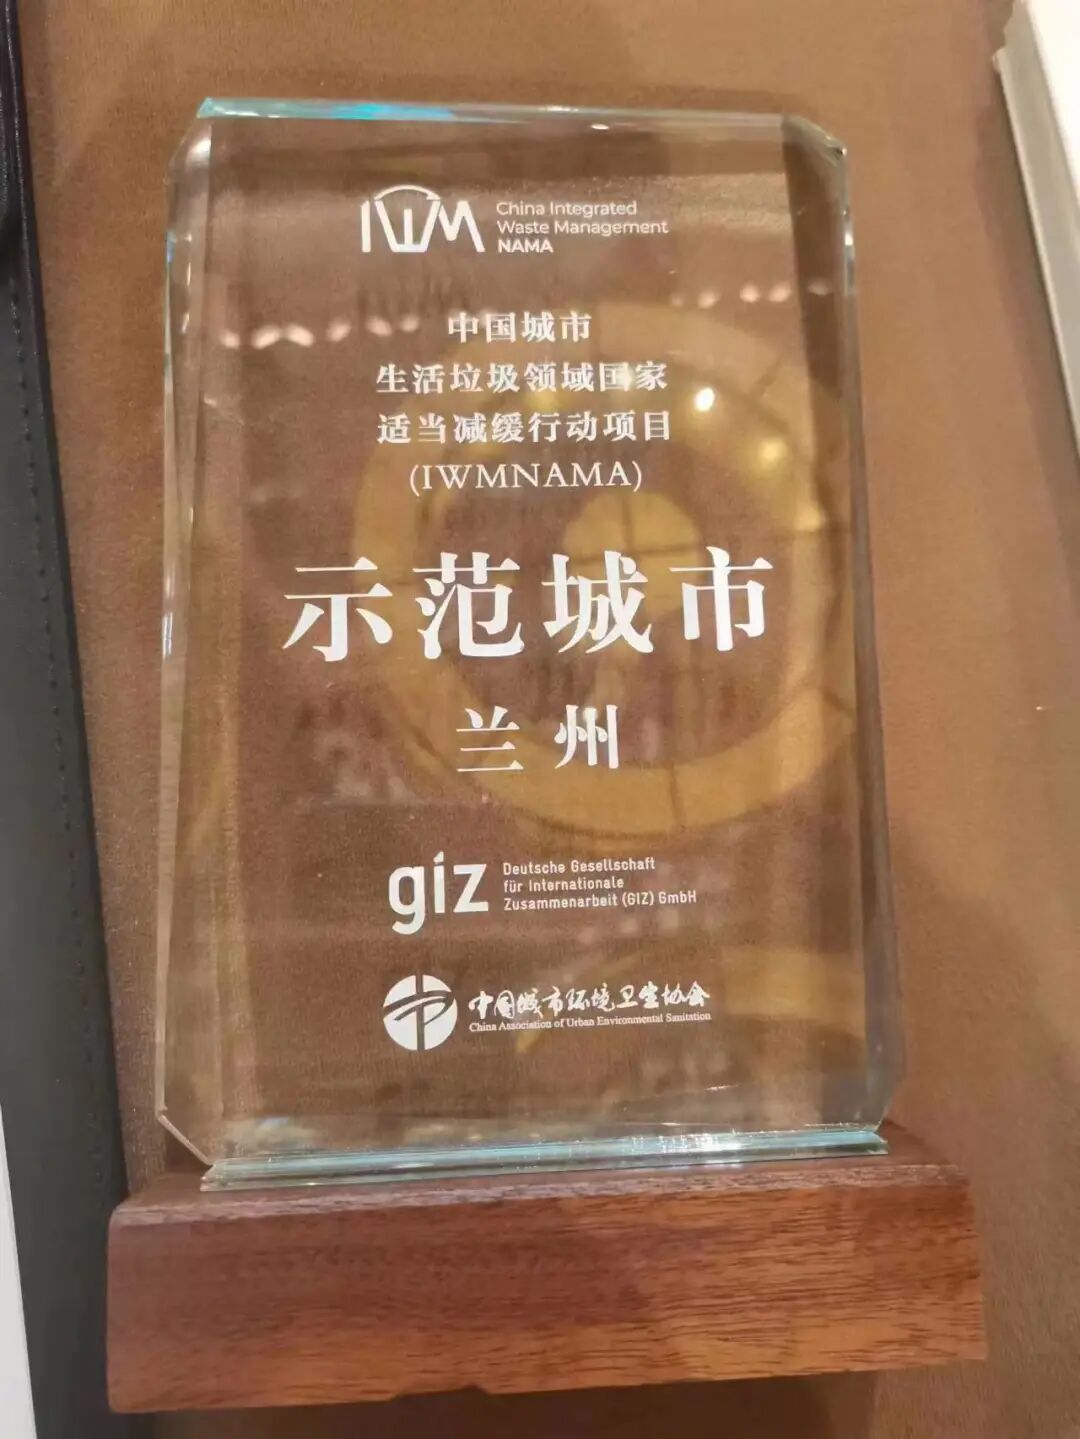 IWM
China Integrated
Waste Management
NAMA
中国城市
生活垃圾领域国家
适当减缓行动项目
(IWMNAMA)
示范城市
兰州
giz
Deutsche Gesellschaft
für Internationale
Zusammenarbeit (GIZ) GmbH
中国城市环境卫生协会
China Association of Urban Environmental Sanitation